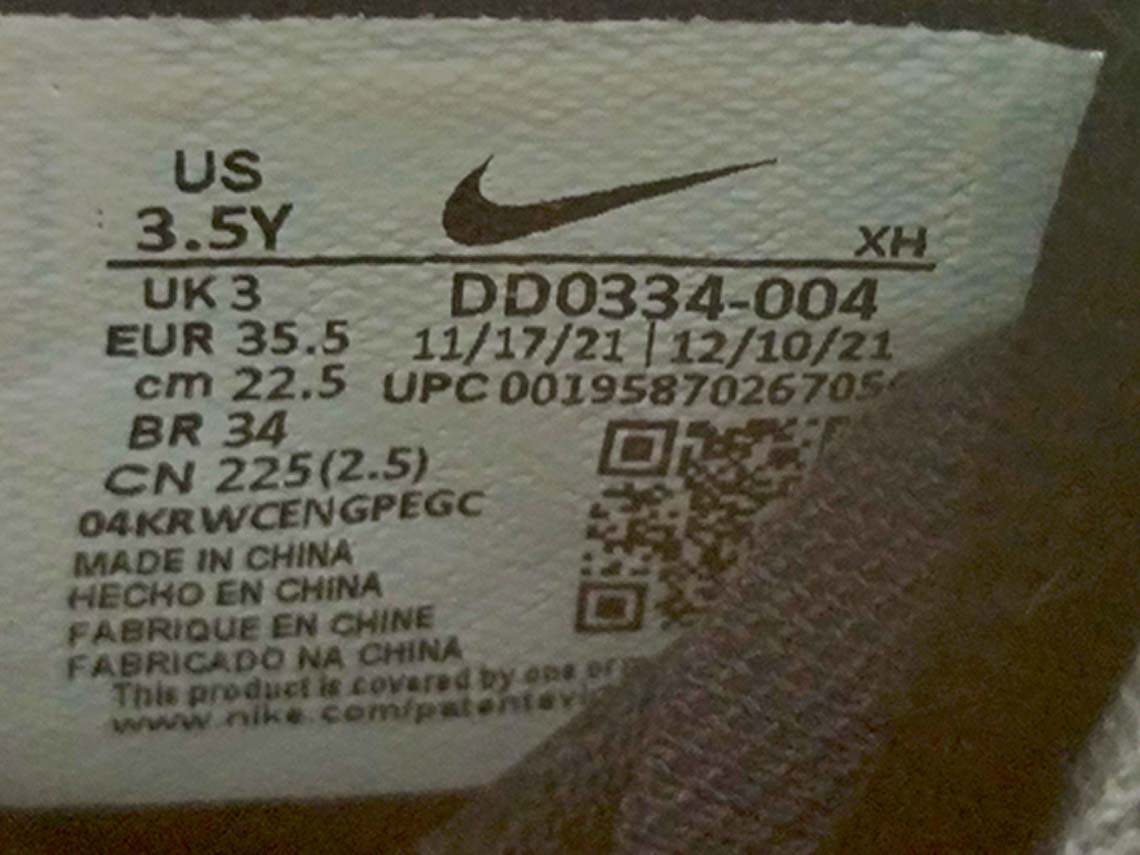 US
3.5Y
XH
UK 3
DD0334-004
EUR 35.5
11/17/21 | 12/10/21
cm 22.5
UPC 0019587026705
BR 34
CN 225(2.5)
04KRWCENGPEGC
MADE IN CHINA
HECHO EN CHINA
FABRIQUE EN CHINE
FABRICADO NA CHINA
This product is covered by one or
www.nike.com/patents